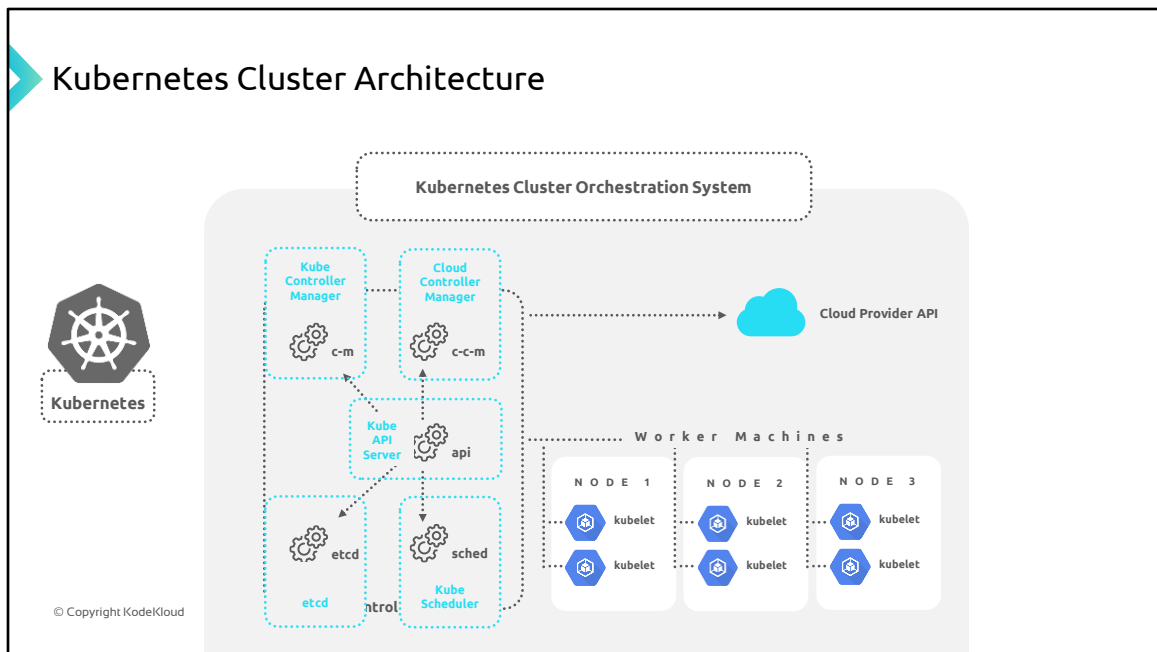 Kubernetes Cluster Architecture
Kubernetes Cluster Orchestration System
Kube
Controller
Manager
c-m
Cloud
Controller
Manager
c-c-m
Cloud Provider API
Kubernetes
Kube
API
Server
api
Worker Machines
NODE 1
kubelet
kubelet
NODE 2
kubelet
kubelet
NODE 3
kubelet
kubelet
etcd
etcd
sched
Kube
Scheduler
© Copyright KodeKloud